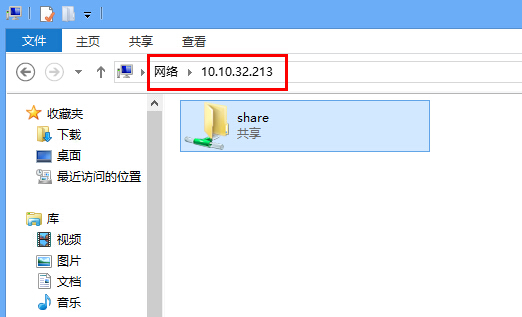 文件 主页 共享 查看
网络 10.10.32.213
收藏夹
下载
桌面
最近访问的位置
库
视频
图片
文档
音乐
share
共享